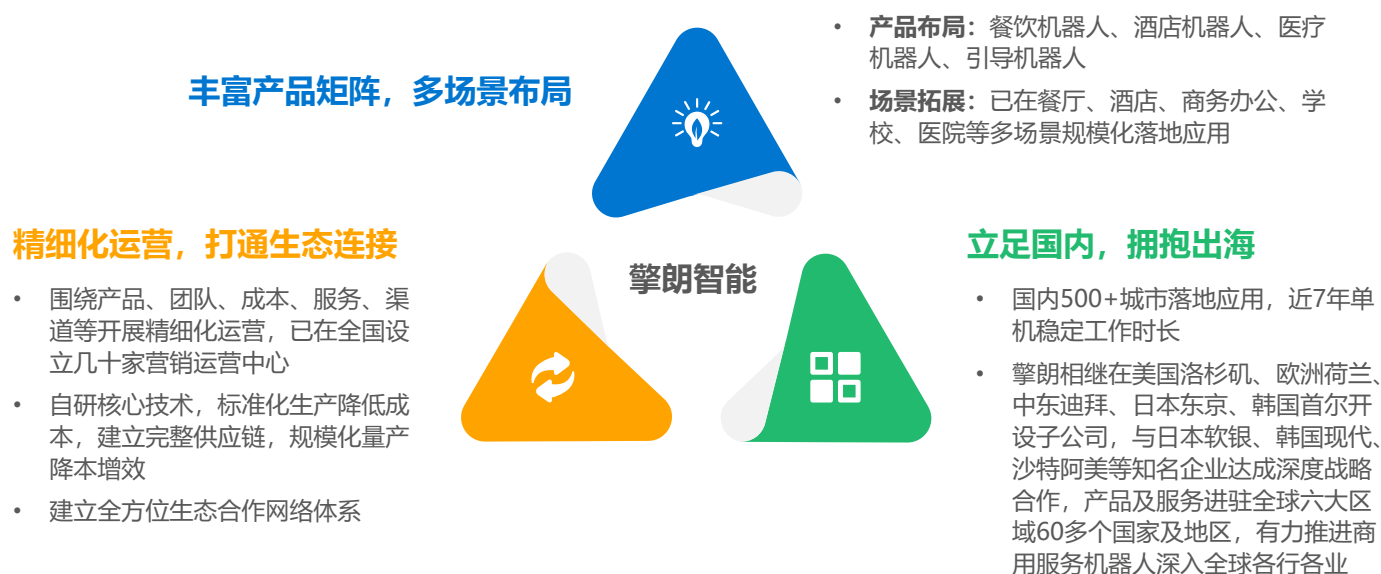 丰富产品矩阵，多场景布局
• 产品布局：餐饮机器人、酒店机器人、医疗
机器人、引导机器人
• 场景拓展：已在餐厅、酒店、商务办公、学
校、医院等多场景规模化落地应用
精细化运营，打通生态连接
• 围绕产品、团队、成本、服务、渠
道等开展精细化运营，已在全国设
立几十家营销运营中心
• 自研核心技术，标准化生产降低成
本，建立完整供应链，规模化量产
降本增效
• 建立全方位生态合作网络体系
擎朗智能
立足国内，拥抱出海
• 国内500+城市落地应用，近7年单
机稳定工作时长
• 擎朗相继在美国洛杉矶、欧洲荷兰、
中东迪拜、日本东京、韩国首尔开
设子公司，与日本软银、韩国现代、
沙特阿美等知名企业达成深度战略
合作，产品及服务进驻全球六大区
域60多个国家及地区，有力推进商
用服务机器人深入全球各行各业